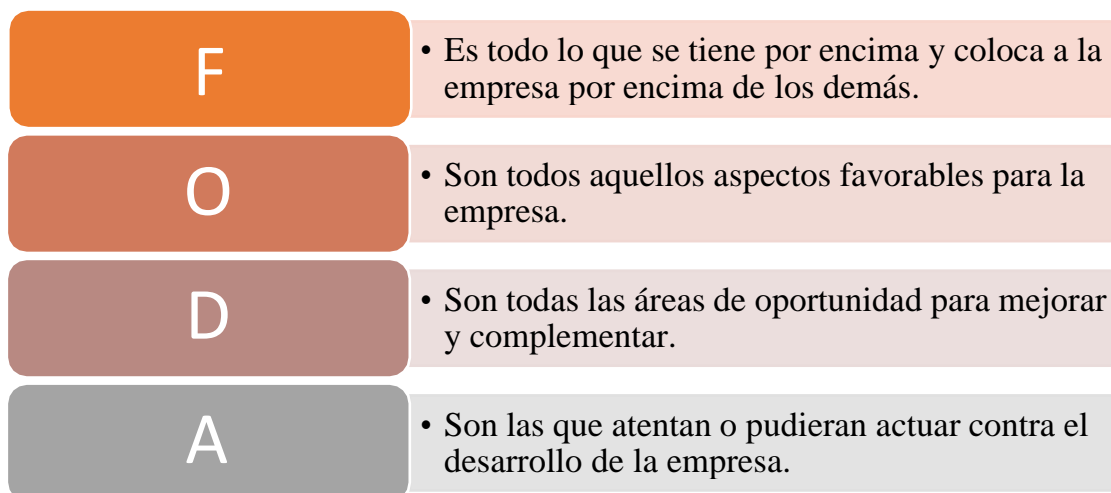 F
• Es todo lo que se tiene por encima y coloca a la
empresa por encima de los demás.
O
• Son todos aquellos aspectos favorables para la
empresa.
D
• Son todas las áreas de oportunidad para mejorar
y complementar.
A
• Son las que atentan o pudieran actuar contra el
desarrollo de la empresa.